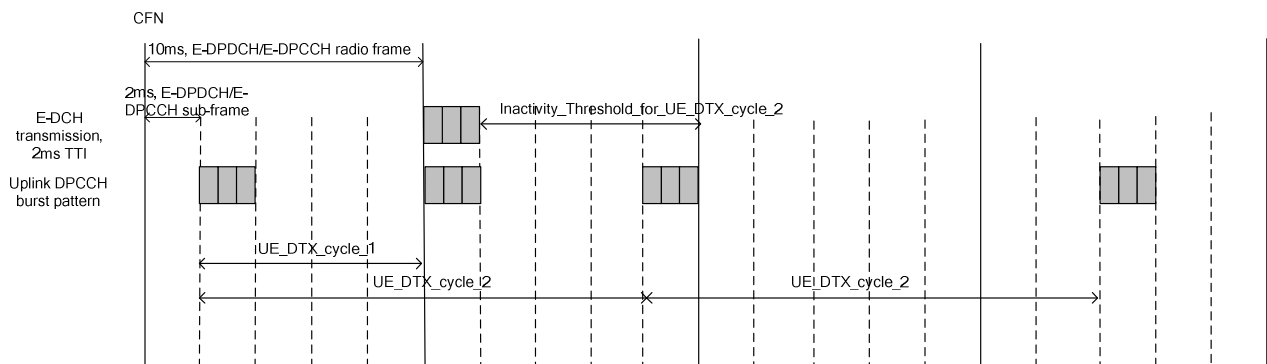 CFN
10ms, E-DPDCH/E-DPCCH radio frame
2ms, E-DPDCH/E-
DPCCH sub-frame
E-DCH
transmission,
2ms TTI
Inactivity_Threshold_for_UE_DTX_cycle_2
Uplink DPCCH
burst pattern
UE_DTX_cycle_1
UE_DTX_cycle_2
UE_DTX_cycle_2